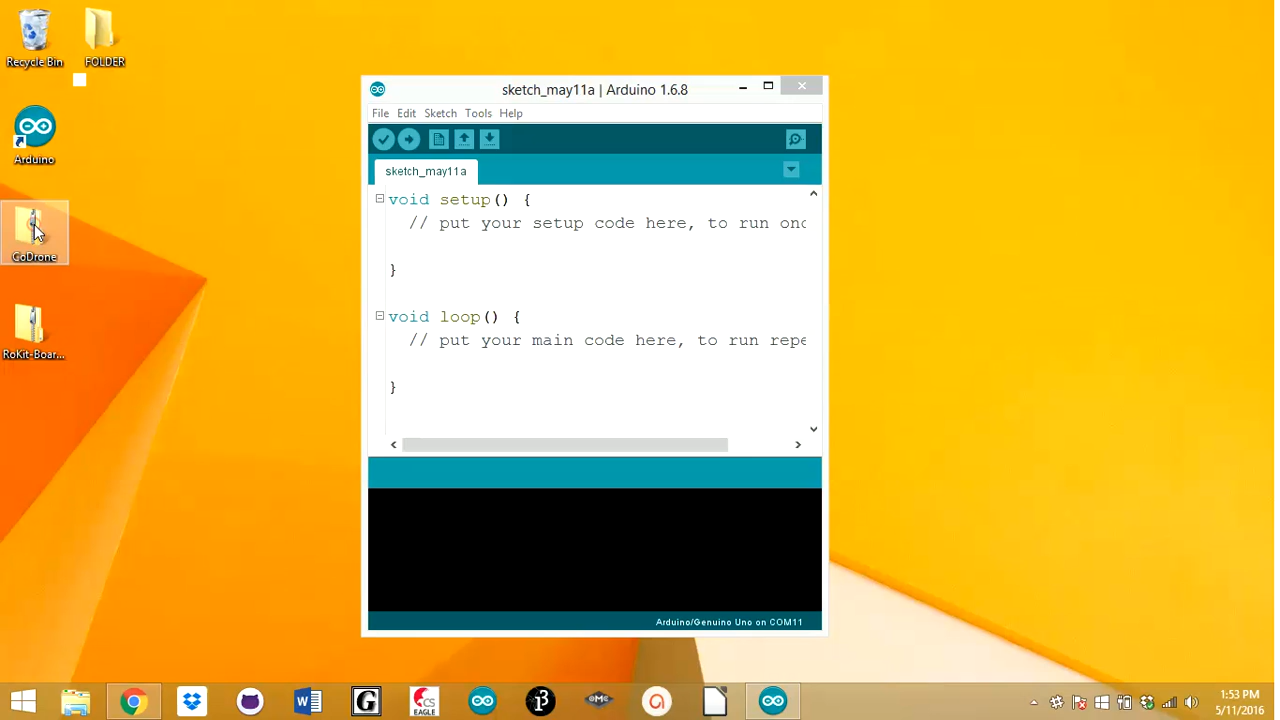 Recycle Bin
FOLDER
Arduino
CoDrone
RoKit-Boar...
sketch_may11a | Arduino 1.6.8
File Edit Sketch Tools Help
sketch_may11a
void setup() {
// put your setup code here, to run onc
}
void loop() {
// put your main code here, to run repe
}
Arduino/Genuino Uno on COM11
G
CS
EAGLE
1:53 PM
5/11/2016